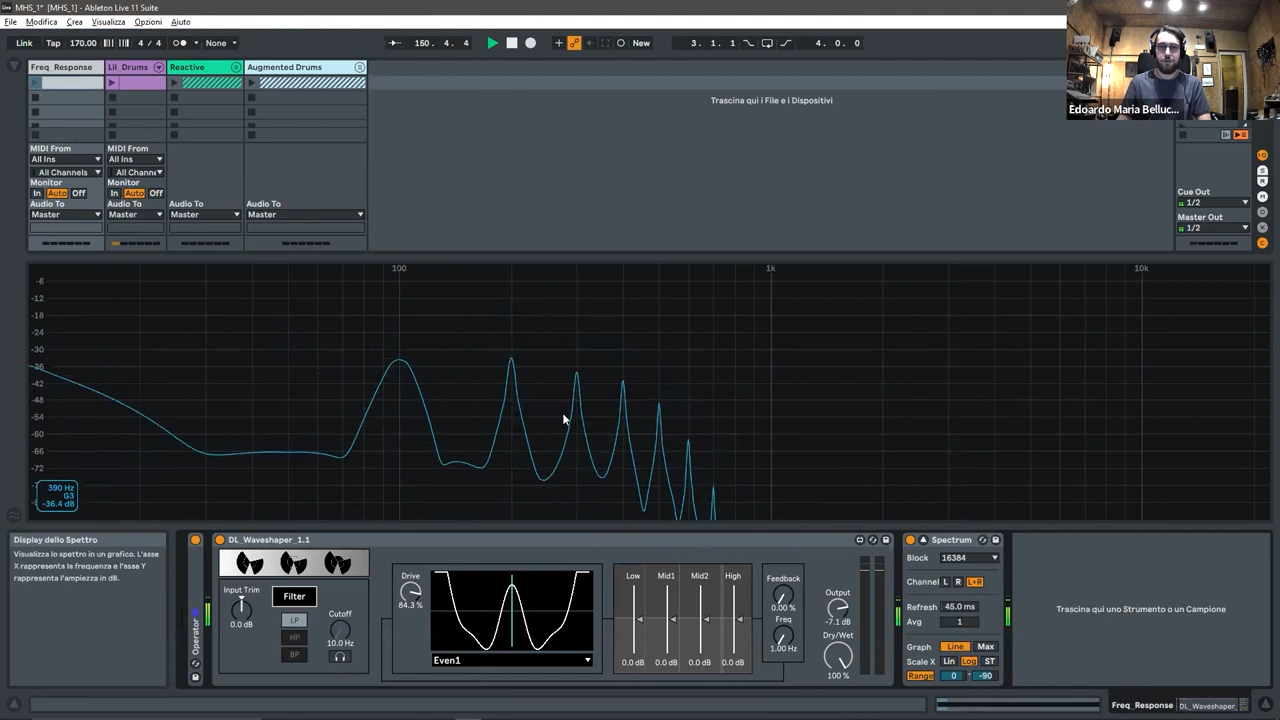 MHS_1* [MHS_1] - Ableton Live 11 Suite
File Modifica Crea Visualizza Opzioni Aiuto
Link Tap 170.00 4 / 4 None 150. 4. 4 New 3. 1. 1 4. 0. 0
Freq_Response Lil_Drums Reactive Augmented Drums
Trascina qui i File e i Dispositivi
Edoardo Maria Belluc...
MIDI From MIDI From
All Ins All Ins
All Channels All Channe
Monitor Monitor
In Auto Off In Auto Off
Audio To Audio To Audio To Audio To
Master Master Master Master
Cue Out
1/2
Master Out
1/2
S
R
M
X
C
100 1k 10k
-6
-12
-18
-24
-30
-36
-42
-48
-54
-60
-66
-72
390 Hz
G3
-36.4 dB
Display dello Spettro
Visualizza lo spettro in un grafico. L'asse
X rappresenta la frequenza e l'asse Y
rappresenta l'ampiezza in dB.
Operator
DL_Waveshaper_1.1
Input Trim
0.0 dB
Filter
LP
HP
BP
Cutoff
10.0 Hz
Drive
84.3 %
Even1
Low Mid1 Mid2 High
0.0 dB 0.0 dB 0.0 dB 0.0 dB
Feedback
0.00 %
Freq
1.00 Hz
Output
-7.1 dB
Dry/Wet
100 %
Spectrum
Block 16384
Channel L R L+R
Refresh 45.0 ms
Avg 1
Graph Line Max
Scale X Lin Log ST
Range 0 -90
Trascina qui uno Strumento o un Campione
Freq_Response DL_Waveshaper_